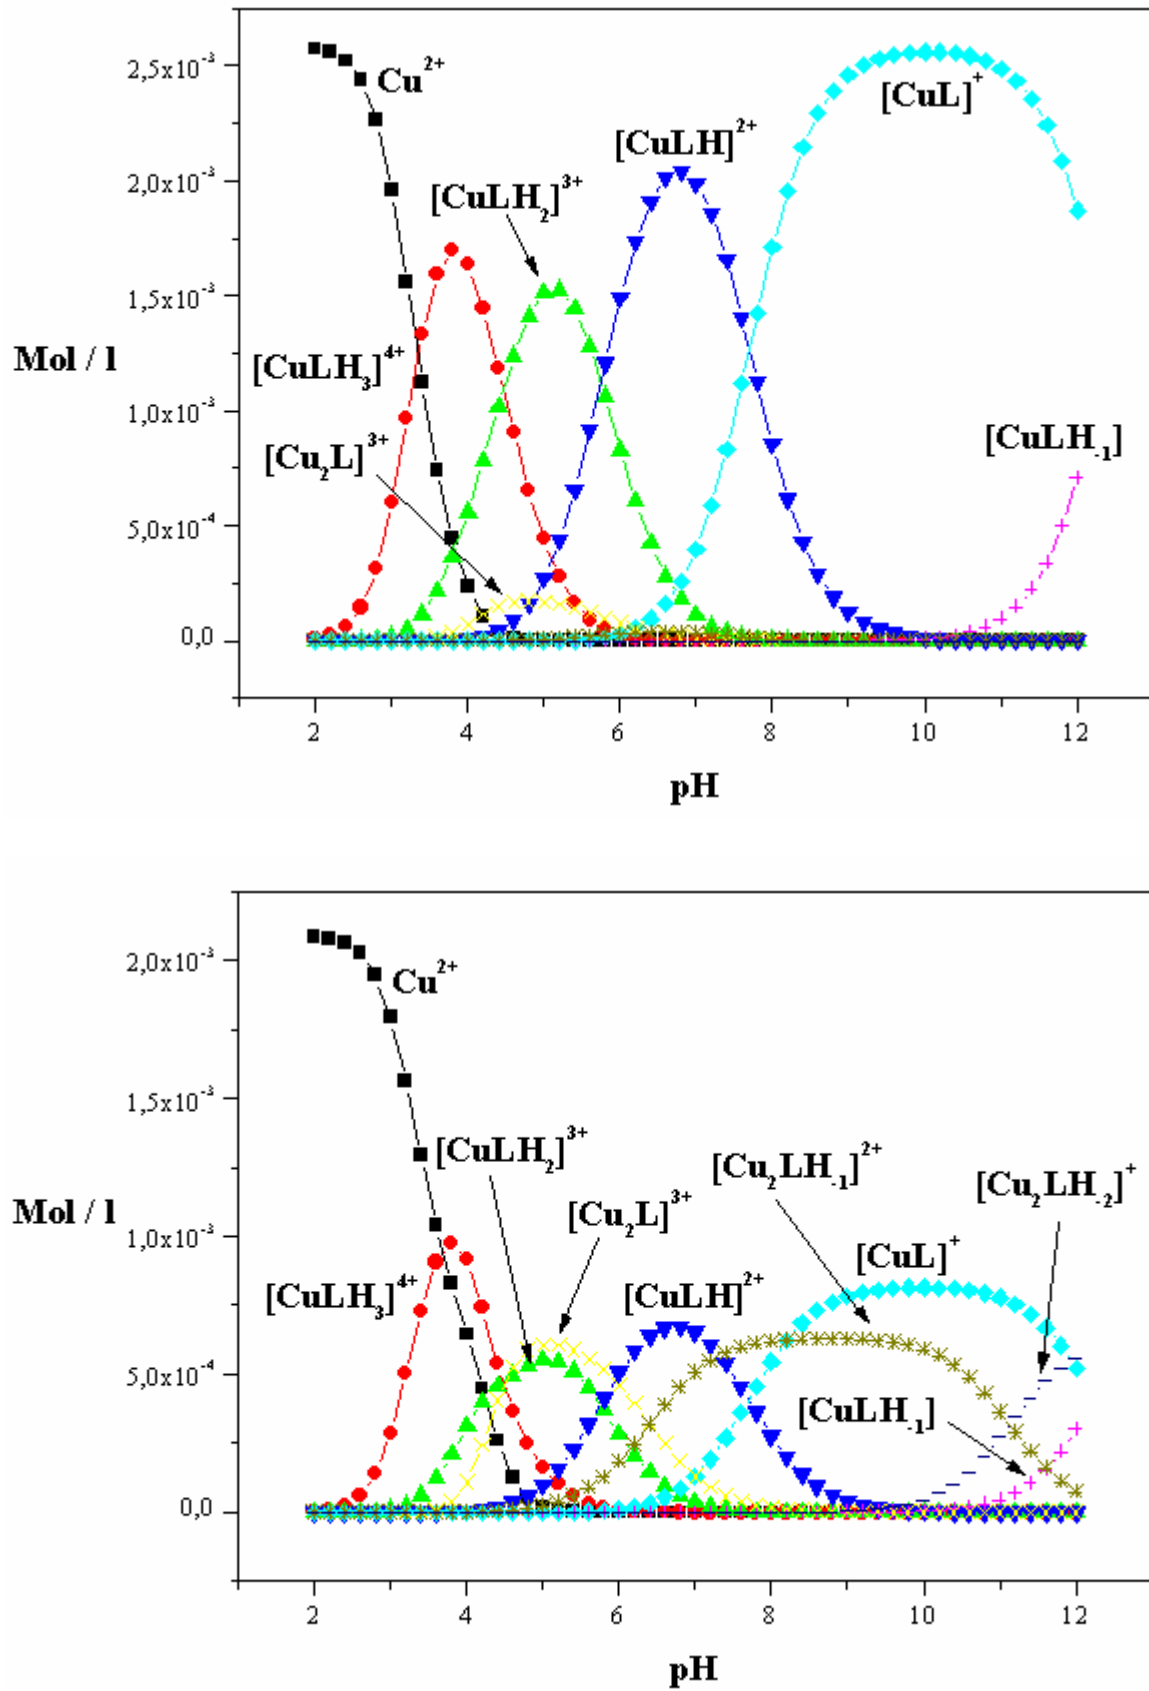 2,5x10⁻³
Cu²⁺
[CuL]⁺
[CuLH]²⁺
2,0x10⁻³
[CuLH₂]³⁺
1,5x10⁻³
Mol / l
[CuLH₃]⁴⁺
1,0x10⁻³
[Cu₂L]³⁺
[CuLH₋₁]
5,0x10⁻⁴
0,0
2 4 6 8 10 12
pH
2,0x10⁻³
Cu²⁺
1,5x10⁻³
[CuLH₂]³⁺
[Cu₂LH₋₁]²⁺
[Cu₂LH₋₂]⁺
Mol / l
[Cu₂L]³⁺
1,0x10⁻³
[CuL]⁺
[CuLH₃]⁴⁺
[CuLH]²⁺
5,0x10⁻⁴
[CuLH₋₁]
0,0
2 4 6 8 10 12
pH